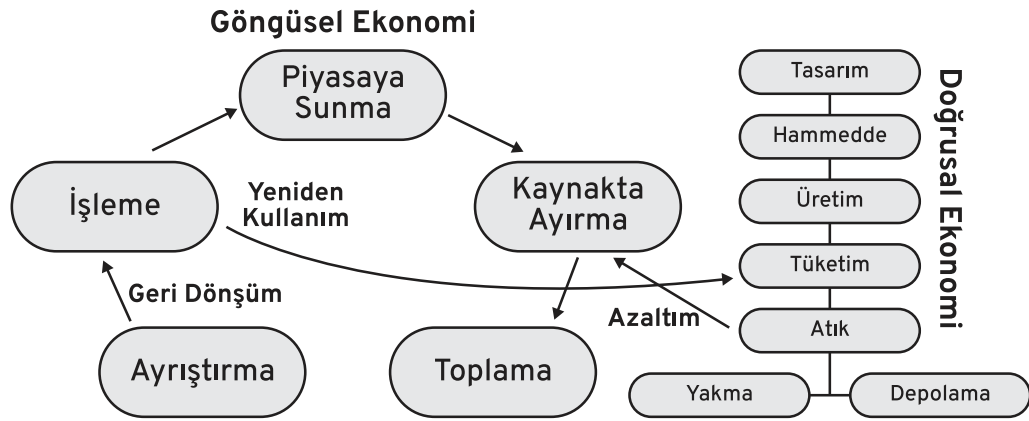 Göngüsel Ekonomi
Piyasaya
Sunma
İşleme
Yeniden
Kullanım
Kaynakta
Ayırma
Geri Dönşüm
Azaltım
Ayrıştırma
Toplama
Tasarım
Hammedde
Üretim
Tüketim
Atık
Yakma
Depolama
Doğrusal Ekonomi